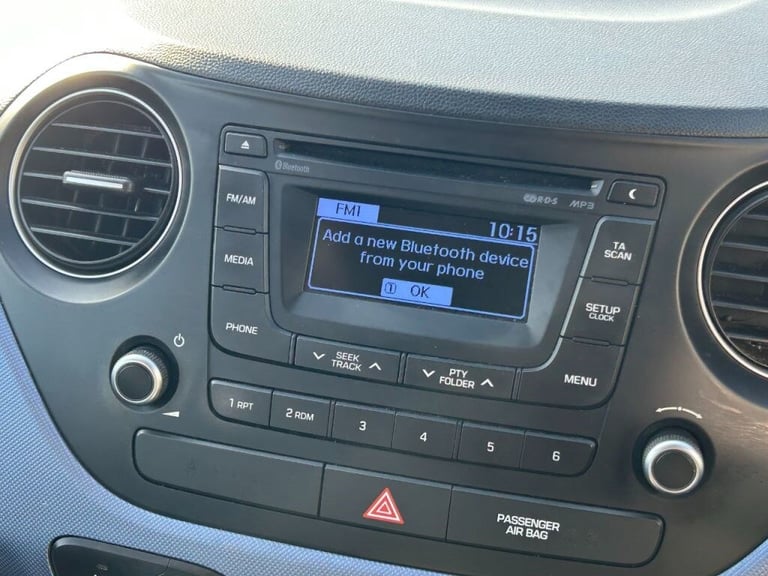 Bluetooth
R·D·S MP3
FM/AM
MEDIA
PHONE
FM1
10:15
Add a new Bluetooth device
from your phone
1 OK
TA
SCAN
SETUP
CLOCK
MENU
SEEK
TRACK
PTY
FOLDER
1 RPT
2 RDM
3
4
5
6
PASSENGER
AIR BAG